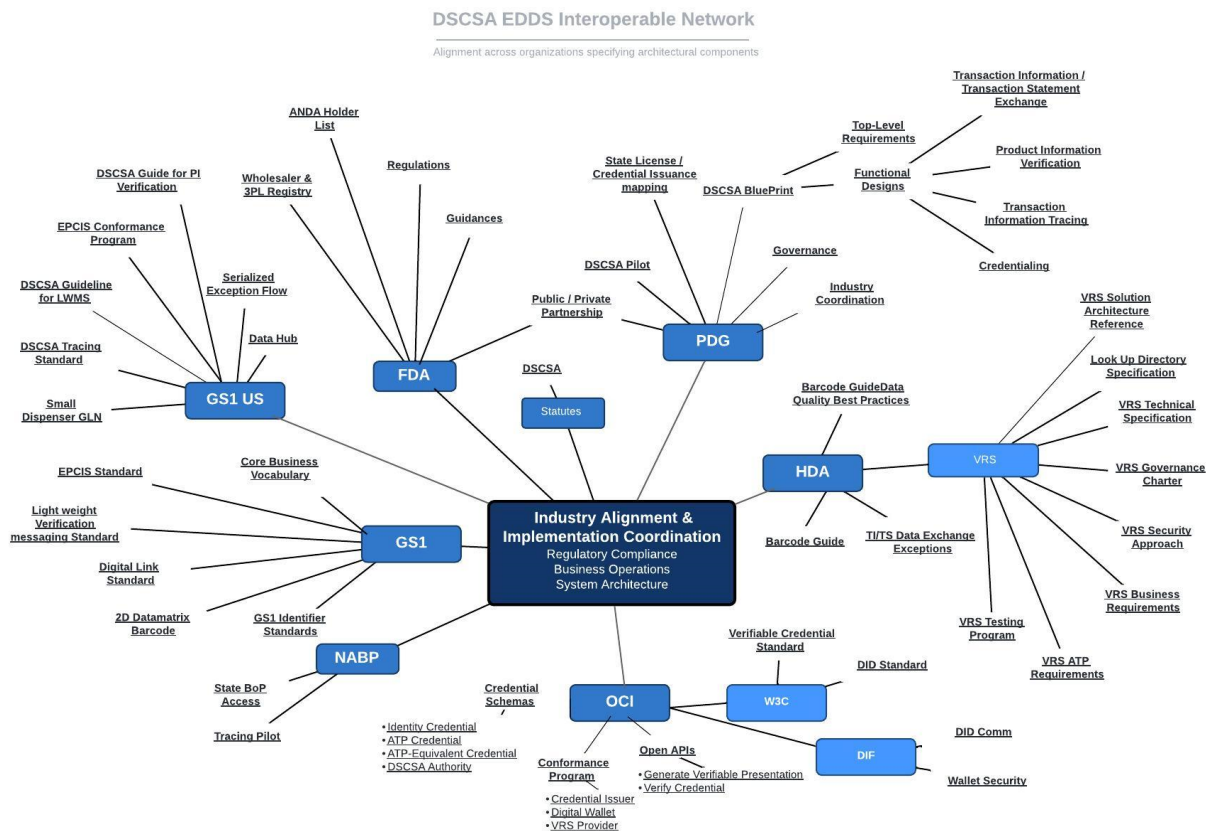 DSCSA EDDS Interoperable Network
Alignment across organizations specifying architectural components
Transaction Information /
Transaction Statement
Exchange
ANDA Holder
List
Top-Level
Requirements
Product Information
Verification
Regulations
State License /
Credential Issuance
mapping
DSCSA Guide for PI
Verification
Wholesaler &
3PL Registry
DSCSA BluePrint
Functional
Designs
Transaction
Information Tracing
Guidances
EPCIS Conformance
Program
Governance
Credentialing
DSCSA Pilot
Serialized
Exception Flow
DSCSA Guideline
for LWMS
Industry
Coordination
Public / Private
Partnership
VRS Solution
Architecture
Reference
Data Hub
PDG
DSCSA Tracing
Standard
FDA
DSCSA
Look Up Directory
Specification
GS1 US
Barcode GuideData
Quality Best Practices
Small
Dispenser GLN
Statutes
VRS Technical
Specification
EPCIS Standard
Core Business
Vocabulary
HDA
VRS
VRS Governance
Charter
Light weight
Verification
messaging Standard
GS1
Industry Alignment &
Implementation Coordination
Regulatory Compliance
Business Operations
System Architecture
Barcode Guide
TI/TS Data Exchange
Exceptions
VRS Security
Approach
Digital Link
Standard
VRS Business
Requirements
2D Datamatrix
Barcode
GS1 Identifier
Standards
VRS Testing
Program
NABP
Verifiable Credential
Standard
DID Standard
VRS ATP
Requirements
State BoP
Access
Credential
Schemas
OCI
W3C
Tracing Pilot
• Identity Credential
• ATP Credential
• ATP-Equivalent Credential
• DSCSA Authority
DID Comm
Open APIs
DIF
Conformance
Program
• Generate Verifiable Presentation
• Verify Credential
Wallet Security
• Credential Issuer
• Digital Wallet
• VRS Provider